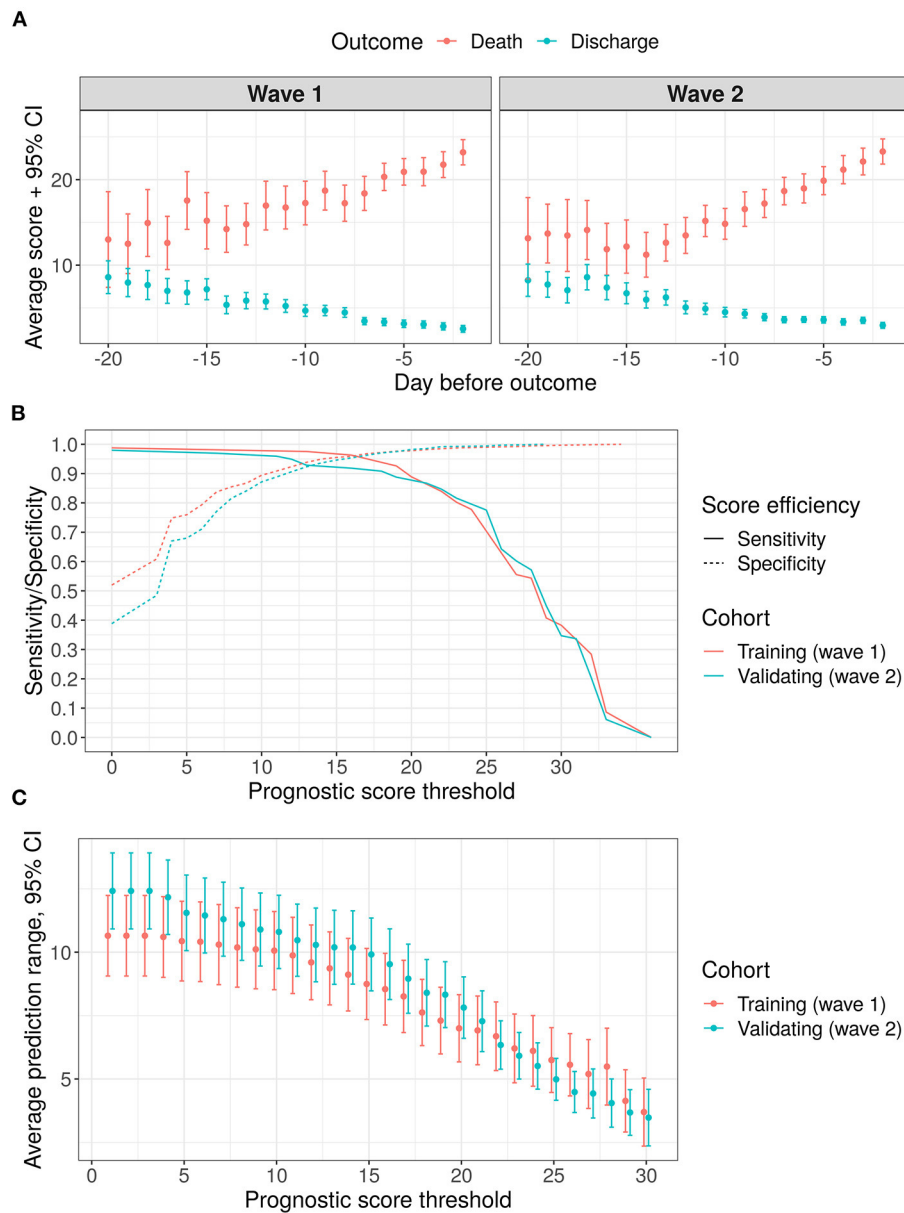 A
Outcome Death Discharge
Wave 1 Wave 2
Average score + 95% CI
20
10
-20 -15 -10 -5 -20 -15 -10 -5
Day before outcome
B
Sensitivity/Specificity
1.0
0.9
0.8
0.7
0.6
0.5
0.4
0.3
0.2
0.1
0.0
0 5 10 15 20 25 30
Prognostic score threshold
Score efficiency
Sensitivity
Specificity
Cohort
Training (wave 1)
Validating (wave 2)
C
Average prediction range, 95% CI
10
5
0 5 10 15 20 25 30
Prognostic score threshold
Cohort
Training (wave 1)
Validating (wave 2)